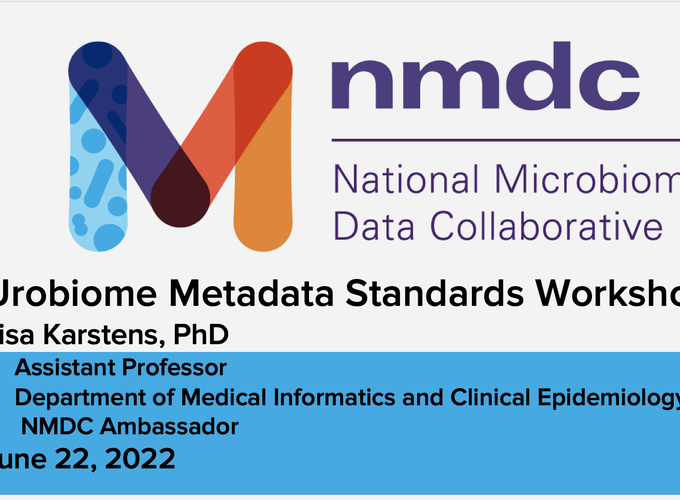 nmdc
National Microbiom
Data Collaborative
Urobiome Metadata Standards Worksho
isa Karstens, PhD
Assistant Professor
Department of Medical Informatics and Clinical Epidemiology
NMDC Ambassador
une 22, 2022